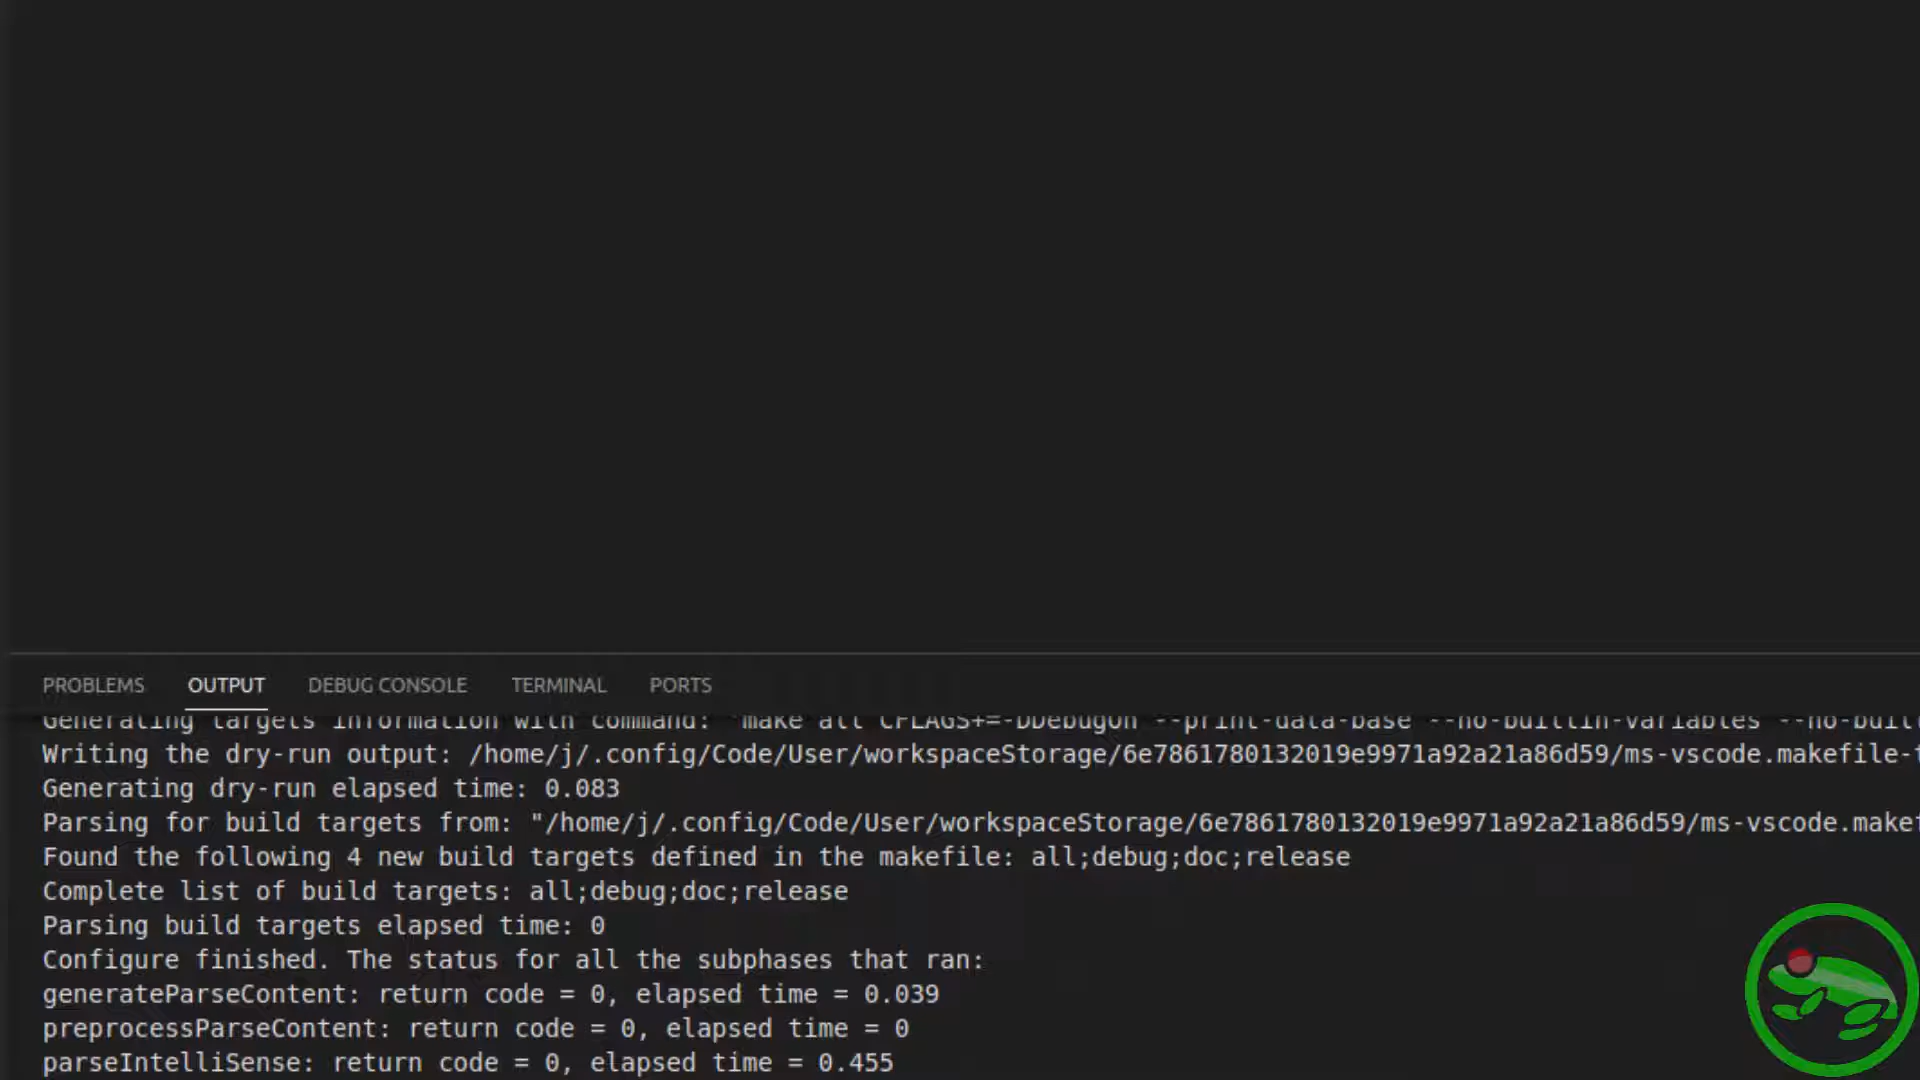 PROBLEMS OUTPUT DEBUG CONSOLE TERMINAL PORTS
Generating targets information with command: 'make all CFLAGS+=-DDebugOn --print-data-base --no-builtin-variables --no-buil
Writing the dry-run output: /home/j/.config/Code/User/workspaceStorage/6e7861780132019e9971a92a21a86d59/ms-vscode.makefile-t
Generating dry-run elapsed time: 0.083
Parsing for build targets from: "/home/j/.config/Code/User/workspaceStorage/6e7861780132019e9971a92a21a86d59/ms-vscode.makef
Found the following 4 new build targets defined in the makefile: all;debug;doc;release
Complete list of build targets: all;debug;doc;release
Parsing build targets elapsed time: 0
Configure finished. The status for all the subphases that ran:
generateParseContent: return code = 0, elapsed time = 0.039
preprocessParseContent: return code = 0, elapsed time = 0
parseIntelliSense: return code = 0, elapsed time = 0.455